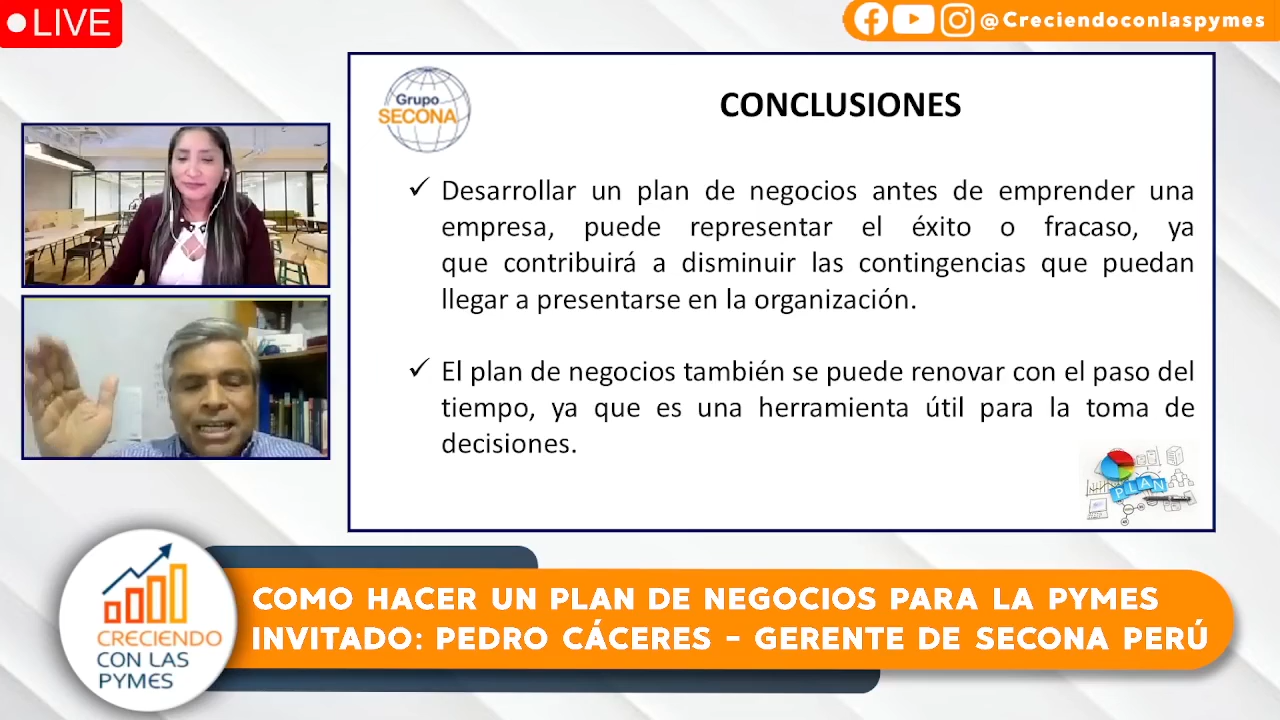 LIVE
@Creciendoconlaspymes
Grupo
SECONA
CONCLUSIONES
✓ Desarrollar un plan de negocios antes de emprender una
empresa, puede representar el éxito o fracaso, ya
que contribuirá a disminuir las contingencias que puedan
llegar a presentarse en la organización.
✓ El plan de negocios también se puede renovar con el paso del
tiempo, ya que es una herramienta útil para la toma de
decisiones.
PLAN
CRECIENDO
CON LAS
PYMES
COMO HACER UN PLAN DE NEGOCIOS PARA LA PYMES
INVITADO: PEDRO CÁCERES - GERENTE DE SECONA PERÚ